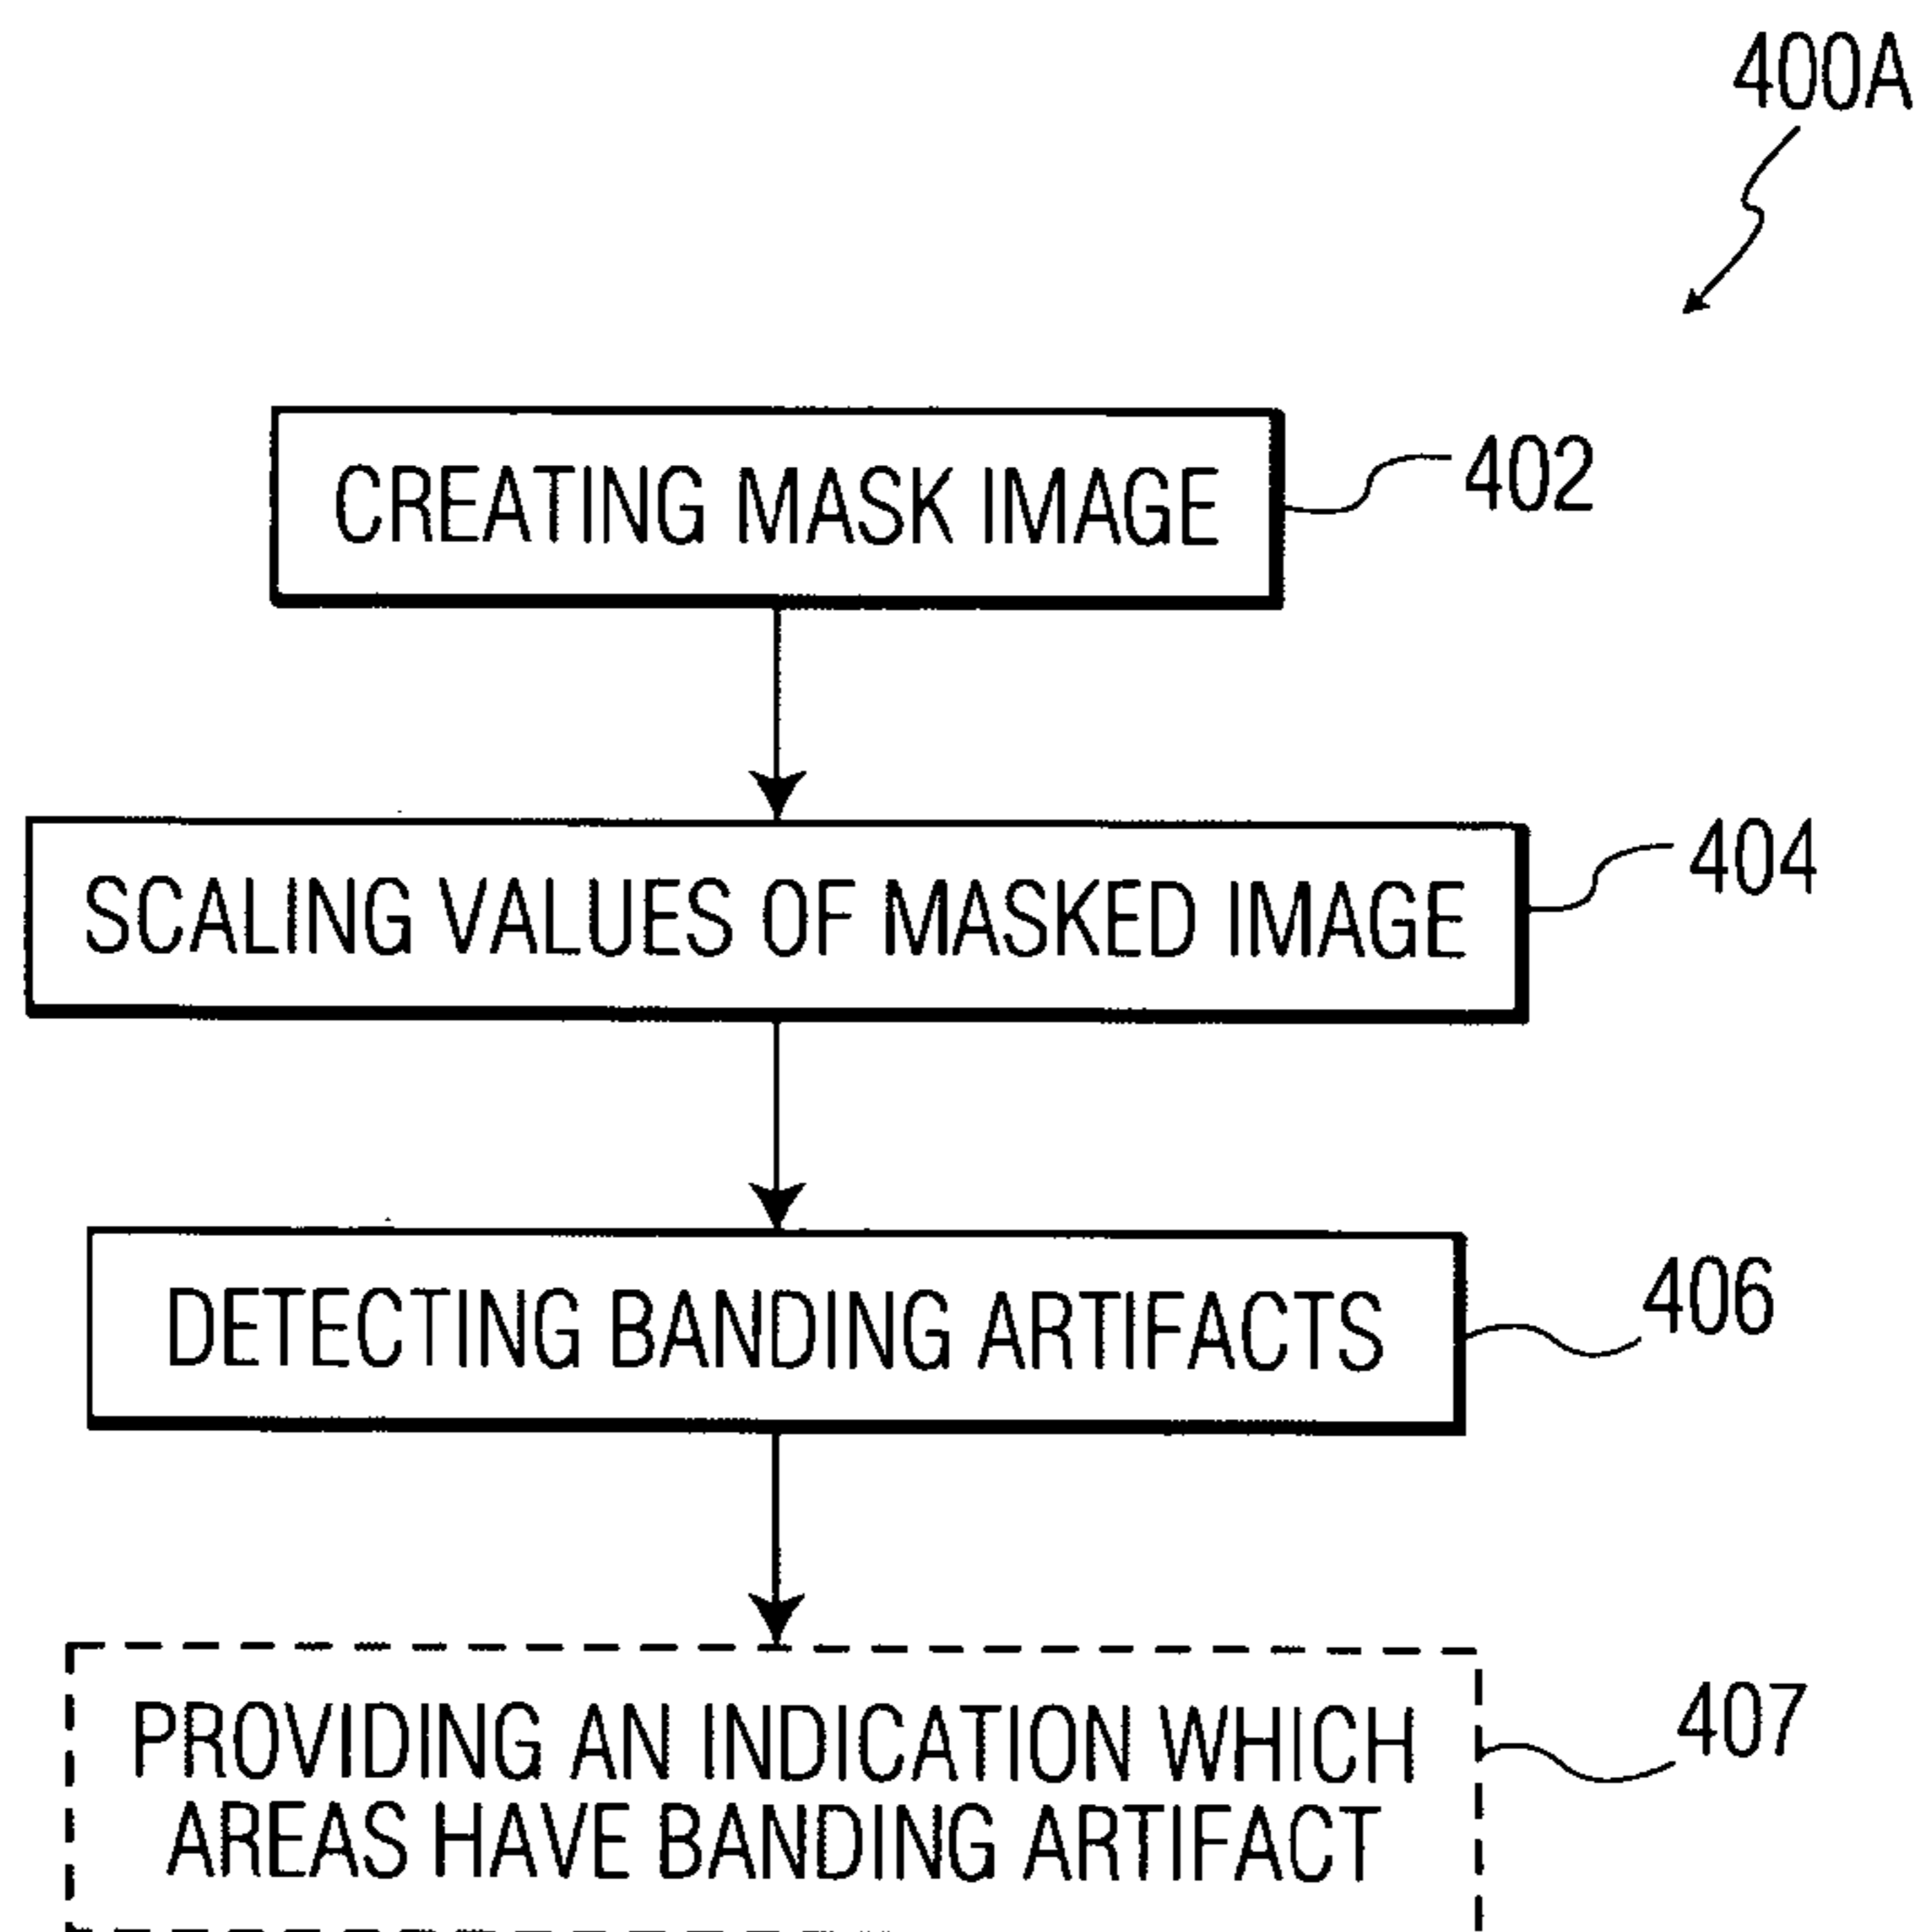 400A
CREATING MASK IMAGE
402
SCALING VALUES OF MASKED IMAGE
404
DETECTING BANDING ARTIFACTS
406
PROVIDING AN INDICATION WHICH
AREAS HAVE BANDING ARTIFACT
407